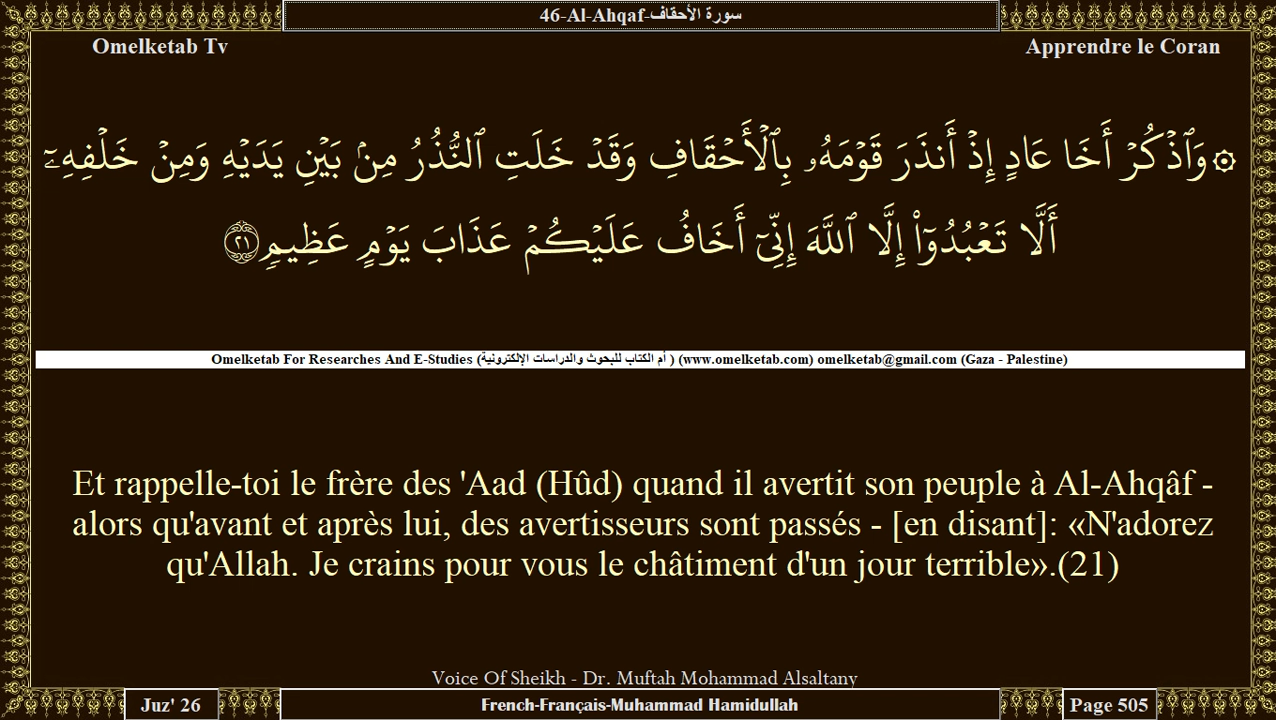 46-Al-Ahqaf-سورة الأحقاف
Omelketab Tv
Apprendre le Coran
۞ وَٱذۡكُرۡ أَخَا عَادٍ إِذۡ أَنذَرَ قَوۡمَهُۥ بِٱلۡأَحۡقَافِ وَقَدۡ خَلَتِ ٱلنُّذُرُ مِنۢ بَيۡنِ يَدَيۡهِ وَمِنۡ خَلۡفِهِۦٓ
أَلَّا تَعۡبُدُوٓاْ إِلَّا ٱللَّهَ إِنِّيٓ أَخَافُ عَلَيۡكُمۡ عَذَابَ يَوۡمٍ عَظِيمٖ ٢١
Omelketab For Researches And E-Studies (أم الكتاب للبحوث والدراسات الإلكترونية ) (www.omelketab.com) omelketab@gmail.com (Gaza - Palestine)
Et rappelle-toi le frère des 'Aad (Hûd) quand il avertit son peuple à Al-Ahqâf -
alors qu'avant et après lui, des avertisseurs sont passés - [en disant]: «N'adorez
qu'Allah. Je crains pour vous le châtiment d'un jour terrible».(21)
Voice Of Sheikh - Dr. Muftah Mohammad Alsaltany
Juz' 26
French-Français-Muhammad Hamidullah
Page 505